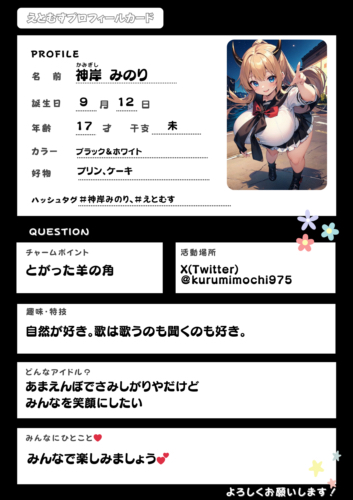 えとむすプロフィールカード
PROFILE
かみぎし
名 前 神岸 みのり
誕生日 9 月 12 日
年齢 17 才 干支 未
カラー ブラック&ホワイト
好物 プリン、ケーキ
ハッシュタグ #神岸みのり、#えとむす
QUESTION
チャームポイント
とがった羊の角
活動場所
X(Twitter)
@kurumimochi975
趣味・特技
自然が好き。歌は歌うのも聞くのも好き。
どんなアイドル?
あまえんぼでさみしがりやだけど
みんなを笑顔にしたい
みんなにひとこと♥
みんなで楽しみましょう💕
よろしくお願いします!